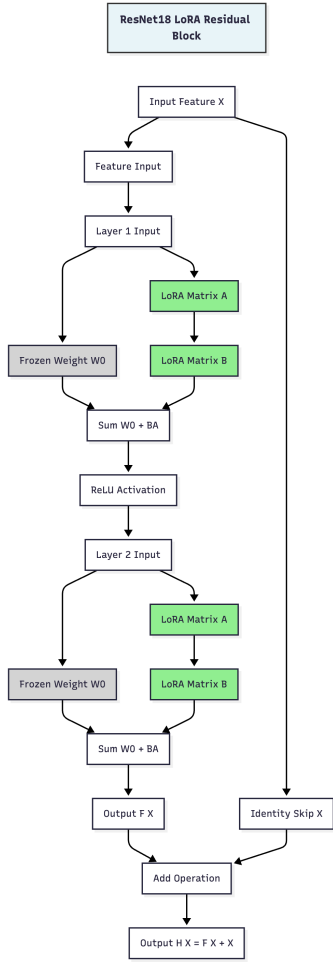 ResNet18 LoRA Residual
Block
Input Feature X
Feature Input
Layer 1 Input
LoRA Matrix A
Frozen Weight W0
LoRA Matrix B
Sum W0 + BA
ReLU Activation
Layer 2 Input
LoRA Matrix A
Frozen Weight W0
LoRA Matrix B
Sum W0 + BA
Output F X
Identity Skip X
Add Operation
Output H X = F X + X